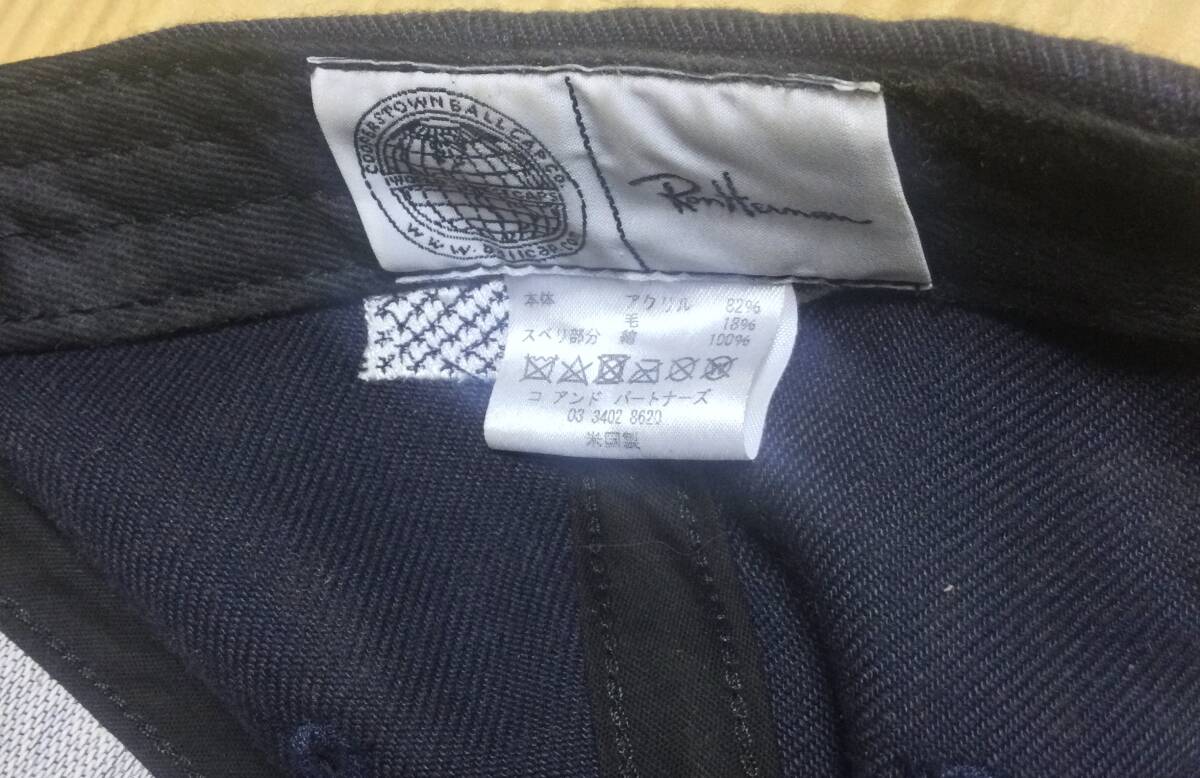 COOPERSTOWN BALL CAP CO.
www.ballcap.com
Ron Herman
本体 アクリル 82%
毛 18%
スベリ部分 綿 100%
コ アンド パートナーズ
03 3402 8620
米国製